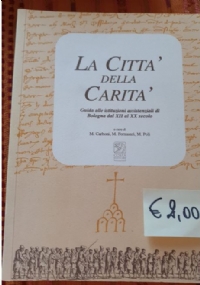 LA CITTA'
DELLA
CARITA'
Guida alle istituzioni assistenziali di
Bologna dal XII al XX secolo
a cura di
M. Carboni, M. Fornasari, M. Poli
€ 2,00